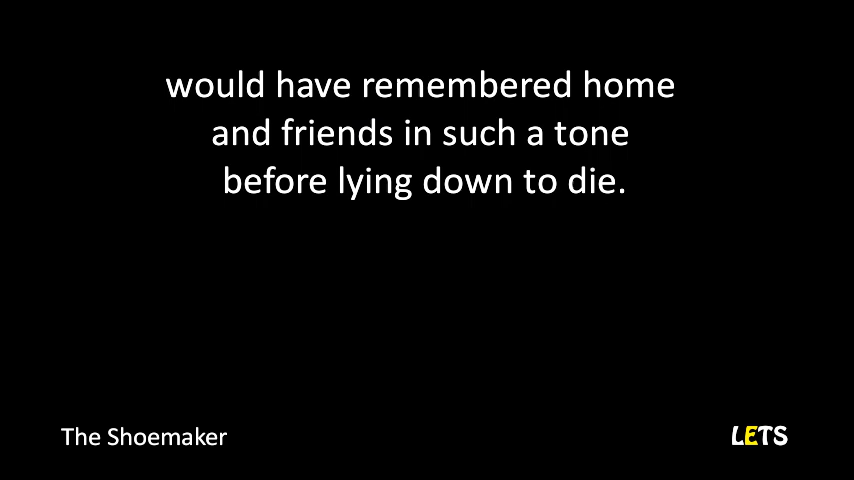 would have remembered home
and friends in such a tone
before lying down to die.
The Shoemaker
LETS